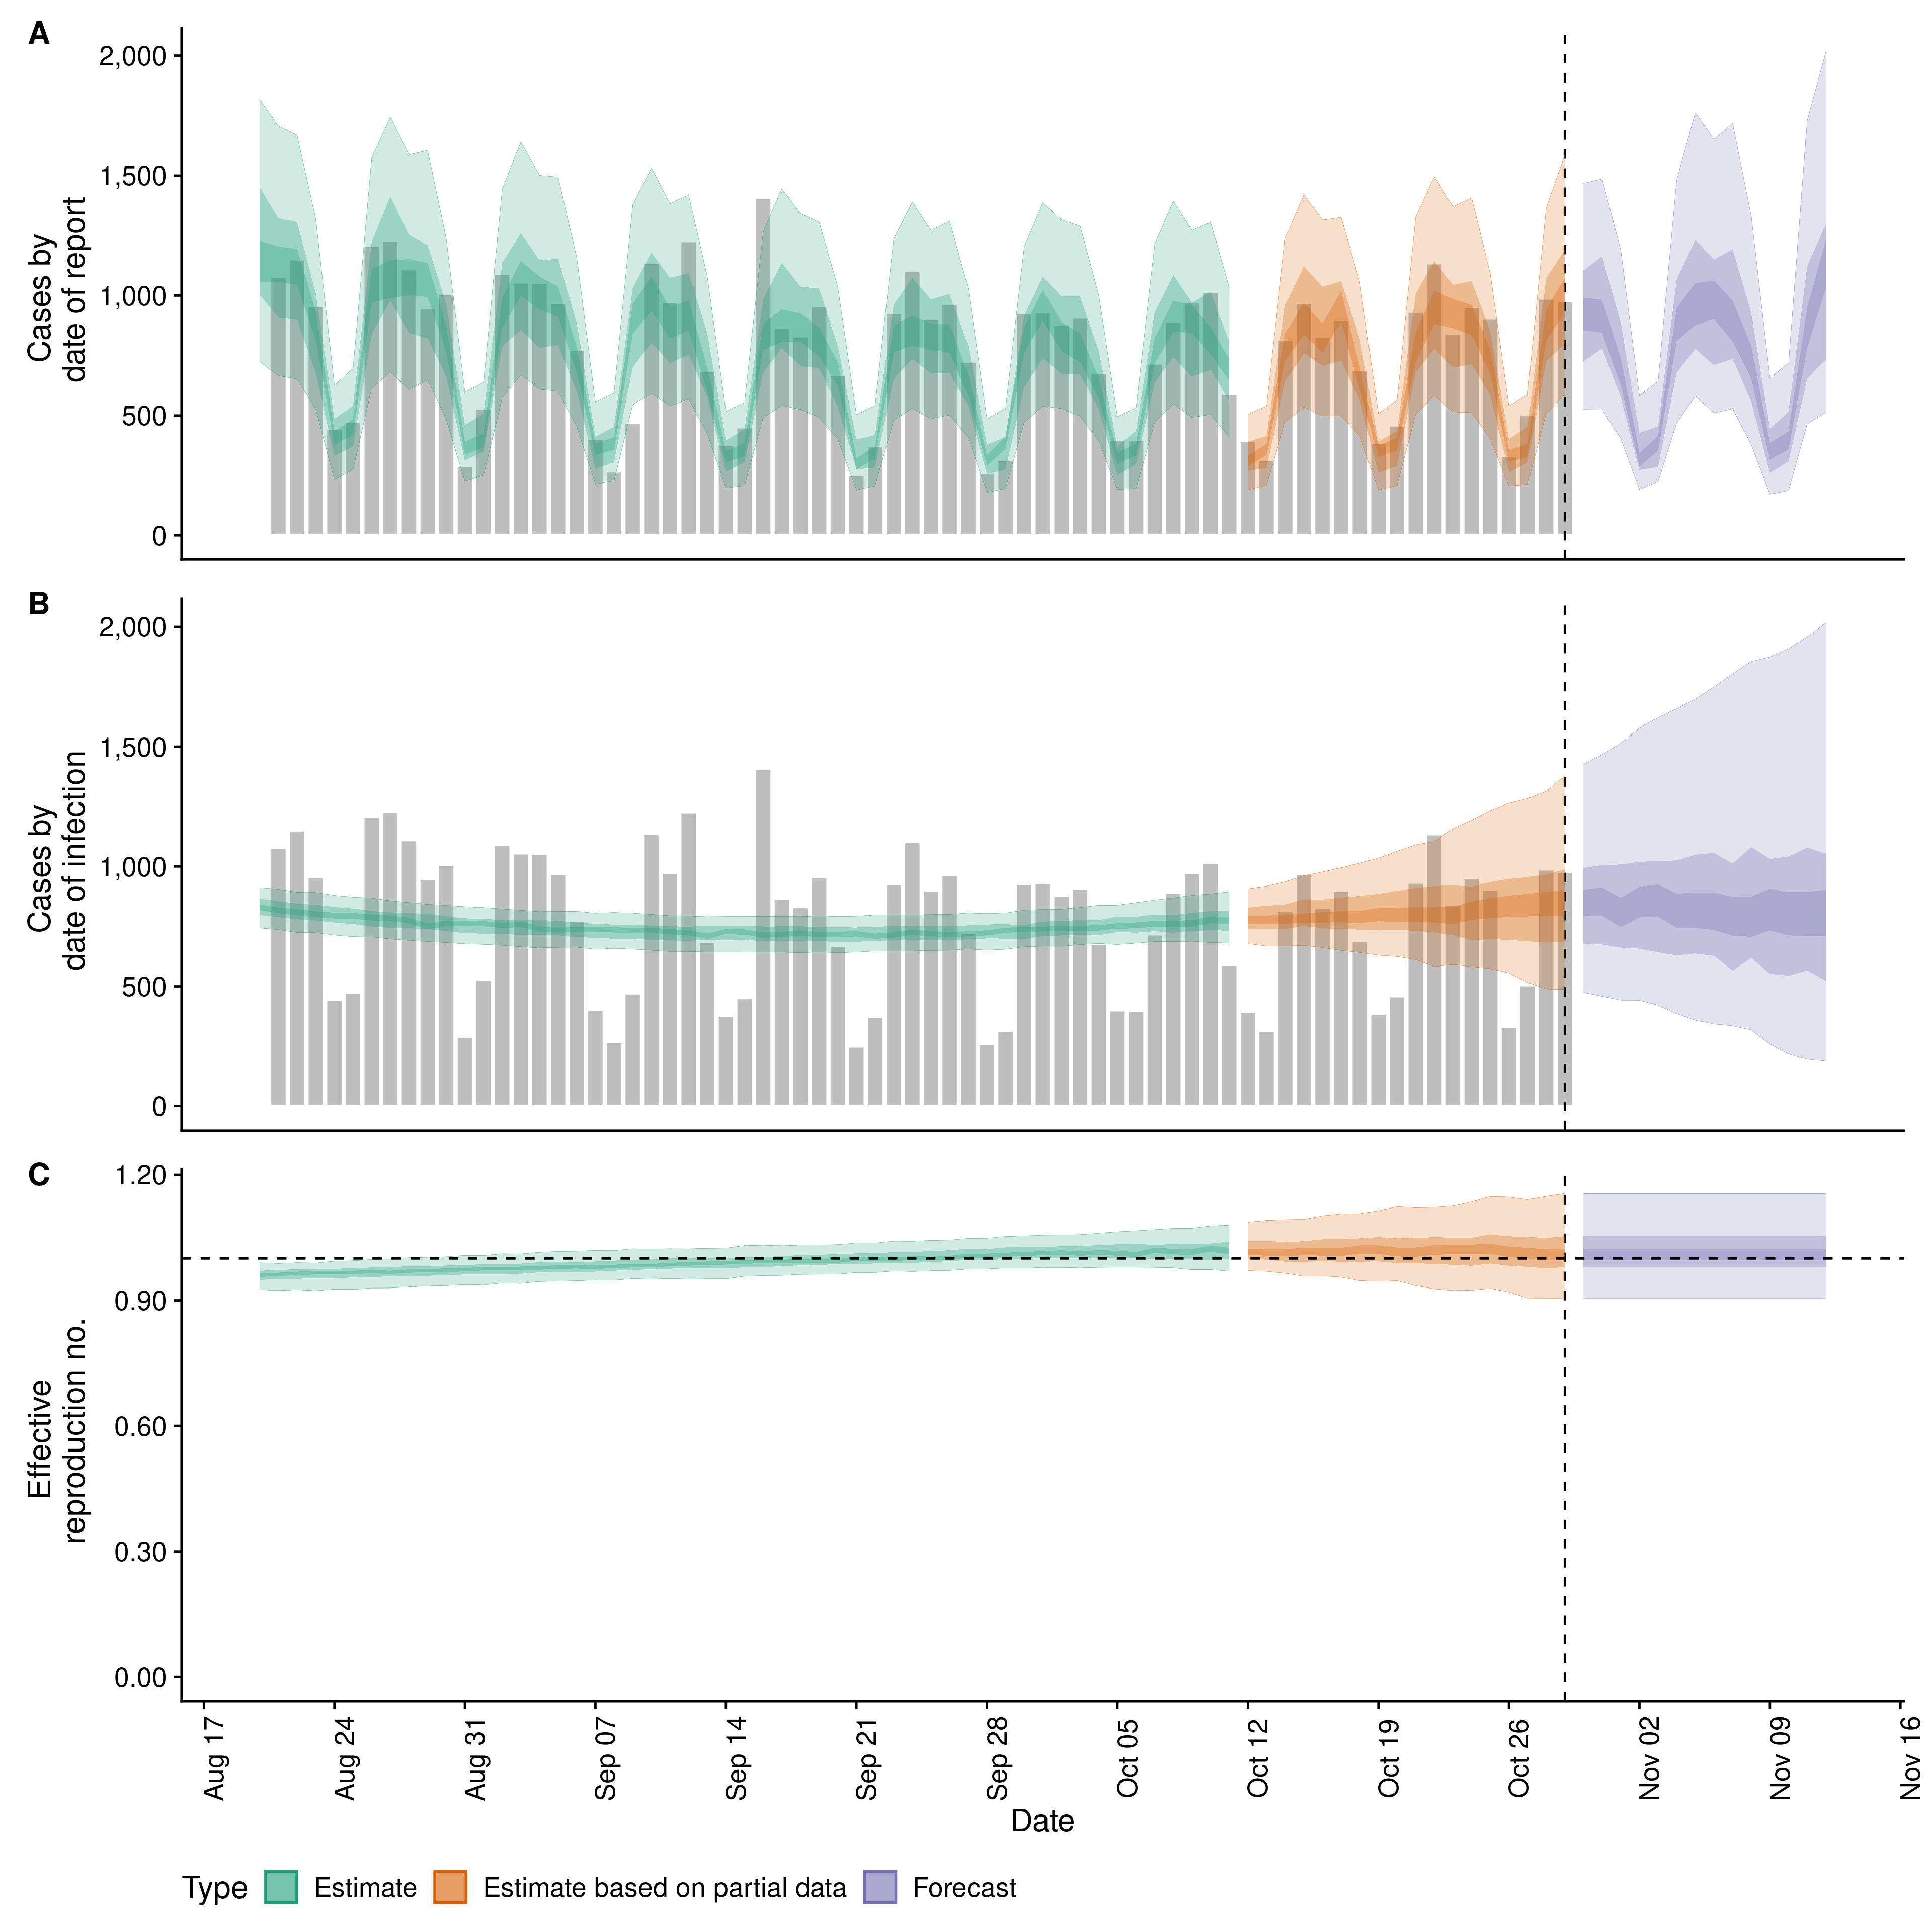 A
2,000
1,500
1,000
500
0
Cases by
date of report
B
2,000
1,500
1,000
500
0
Cases by
date of infection
C
1.20
0.90
0.60
0.30
0.00
Effective
reproduction no.
Aug 17
Aug 24
Aug 31
Sep 07
Sep 14
Sep 21
Sep 28
Oct 05
Oct 12
Oct 19
Oct 26
Nov 02
Nov 09
Nov 16
Date
Type Estimate Estimate based on partial data Forecast